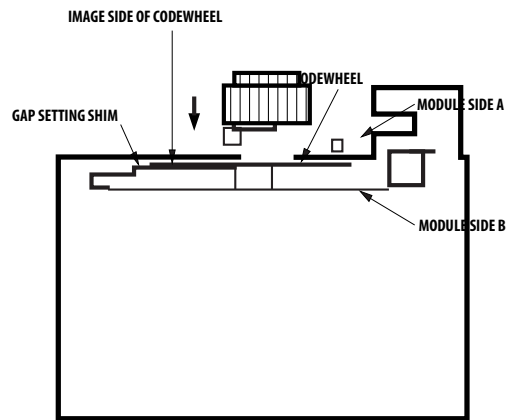 IMAGE SIDE OF CODEWHEEL
ODEWHEEL
GAP SETTING SHIM
MODULE SIDE A
MODULE SIDE B